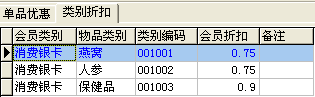 单品优惠 类别折扣
会员类别 物品类别 类别编码 会员折扣 备注
消费银卡 燕窝 001001 0.75
消费银卡 人参 001002 0.75
消费银卡 保健品 001003 0.9